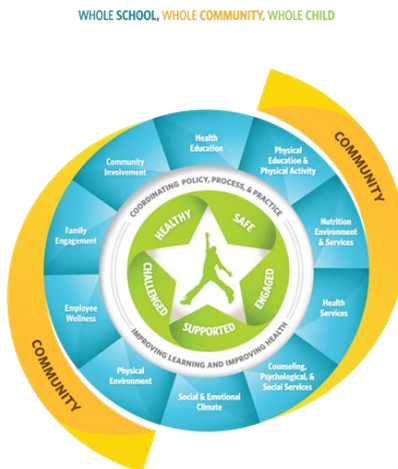 WHOLE SCHOOL, WHOLE COMMUNITY, WHOLE CHILD
COMMUNITY
Health
Education
Physical
Education &
Physical Activity
Nutrition
Environment
& Services
Health
Services
Counseling,
Psychological, &
Social Services
Social & Emotional
Climate
Physical
Environment
Employee
Wellness
Family
Engagement
Community
Involvement
COORDINATING POLICY, PROCESS, & PRACTICE
HEALTHY
SAFE
ENGAGED
SUPPORTED
CHALLENGED
IMPROVING LEARNING AND IMPROVING HEALTH
COMMUNITY